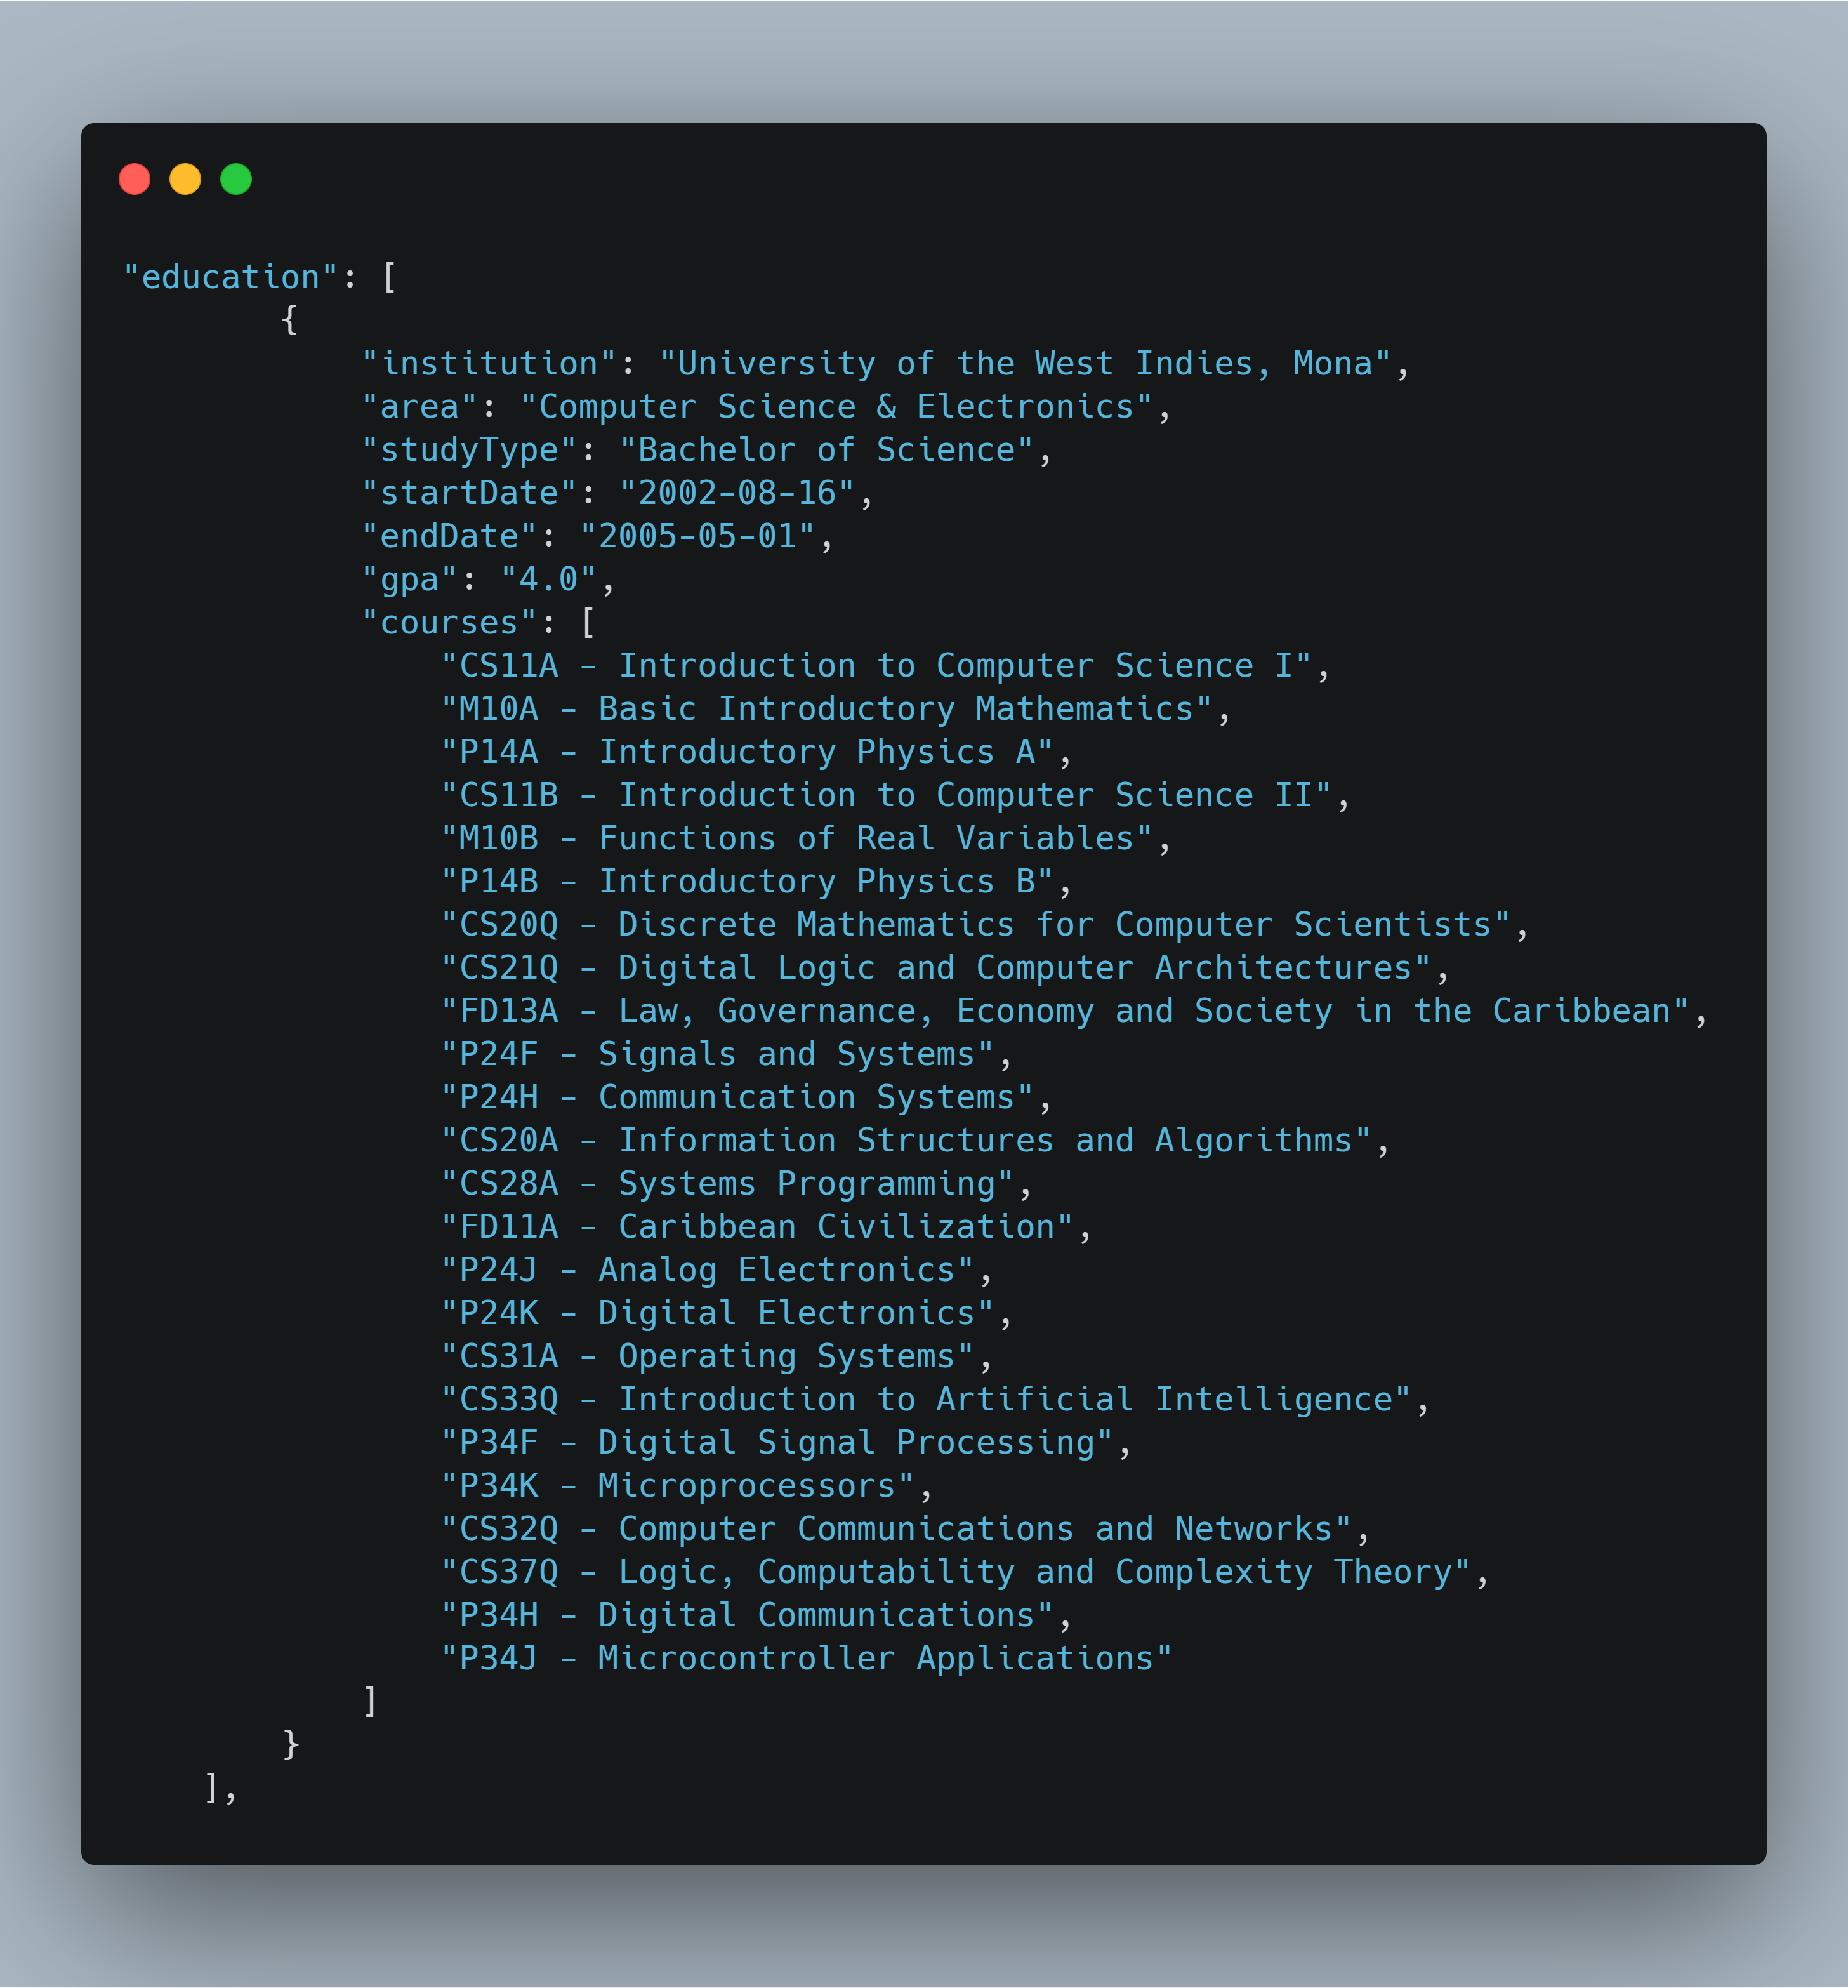 "education": [
        {
            "institution": "University of the West Indies, Mona",
            "area": "Computer Science & Electronics",
            "studyType": "Bachelor of Science",
            "startDate": "2002-08-16",
            "endDate": "2005-05-01",
            "gpa": "4.0",
            "courses": [
                "CS11A - Introduction to Computer Science I",
                "M10A - Basic Introductory Mathematics",
                "P14A - Introductory Physics A",
                "CS11B - Introduction to Computer Science II",
                "M10B - Functions of Real Variables",
                "P14B - Introductory Physics B",
                "CS20Q - Discrete Mathematics for Computer Scientists",
                "CS21Q - Digital Logic and Computer Architectures",
                "FD13A - Law, Governance, Economy and Society in the Caribbean",
                "P24F - Signals and Systems",
                "P24H - Communication Systems",
                "CS20A - Information Structures and Algorithms",
                "CS28A - Systems Programming",
                "FD11A - Caribbean Civilization",
                "P24J - Analog Electronics",
                "P24K - Digital Electronics",
                "CS31A - Operating Systems",
                "CS33Q - Introduction to Artificial Intelligence",
                "P34F - Digital Signal Processing",
                "P34K - Microprocessors",
                "CS32Q - Computer Communications and Networks",
                "CS37Q - Logic, Computability and Complexity Theory",
                "P34H - Digital Communications",
                "P34J - Microcontroller Applications"
            ]
        }
    ],